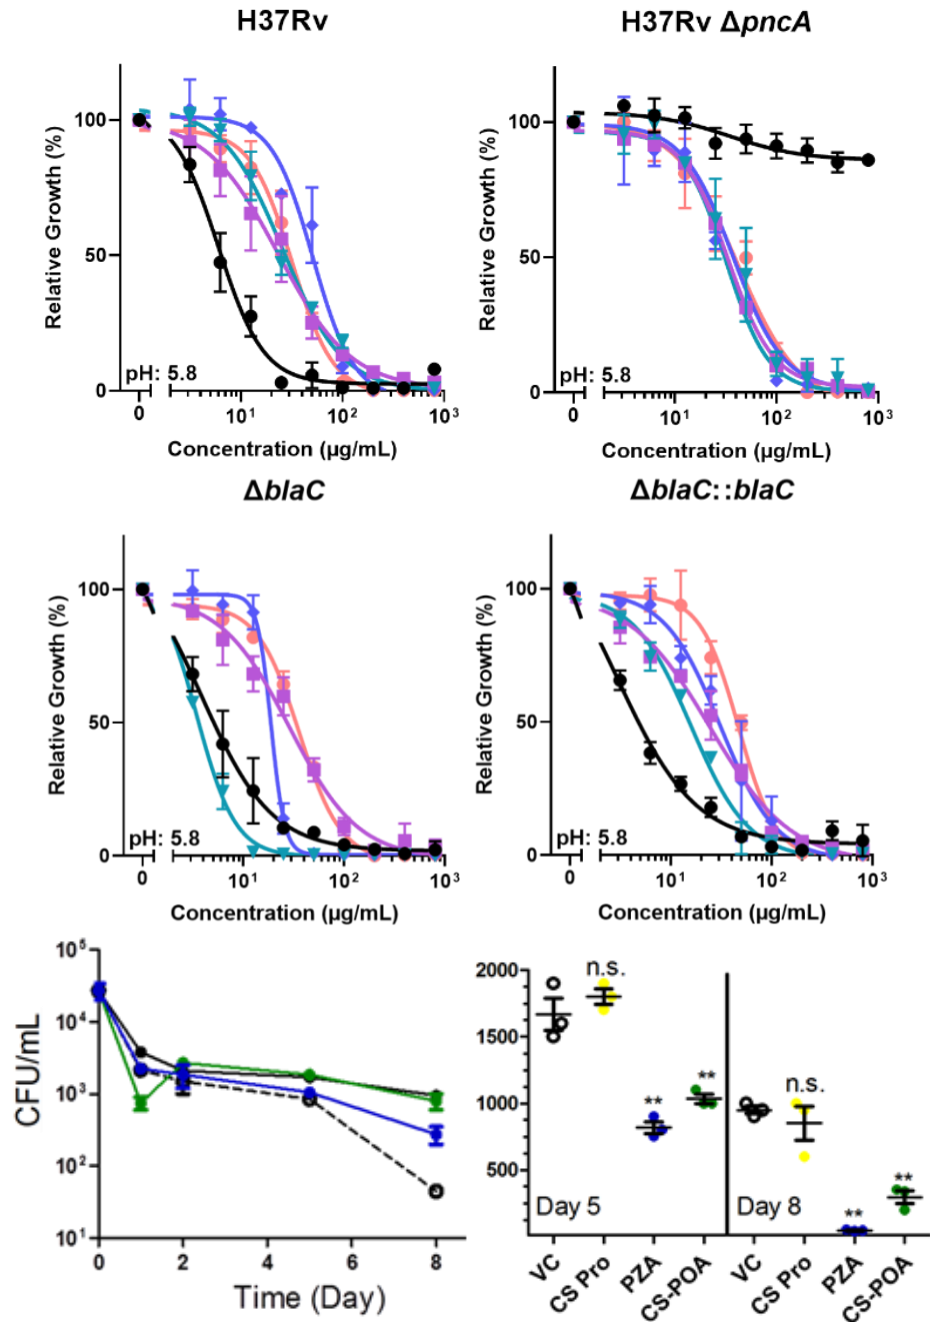 H37Rv
Relative Growth (%)
100
50
0
pH: 5.8
0 10¹ 10² 10³
Concentration (µg/mL)
H37Rv ΔpncA
Relative Growth (%)
100
50
0
pH: 5.8
0 10¹ 10² 10³
Concentration (µg/mL)
ΔblaC
Relative Growth (%)
100
50
0
pH: 5.8
0 10¹ 10² 10³
Concentration (µg/mL)
ΔblaC::blaC
Relative Growth (%)
100
50
0
pH: 5.8
0 10¹ 10² 10³
Concentration (µg/mL)
CFU/mL
10⁵
10⁴
10³
10²
10¹
0 2 4 6 8
Time (Day)
2000
1500
1000
500
n.s.
**
**
n.s.
**
**
Day 5
Day 8
VC
CS Pro
PZA
CS-POA
VC
CS Pro
PZA
CS-POA